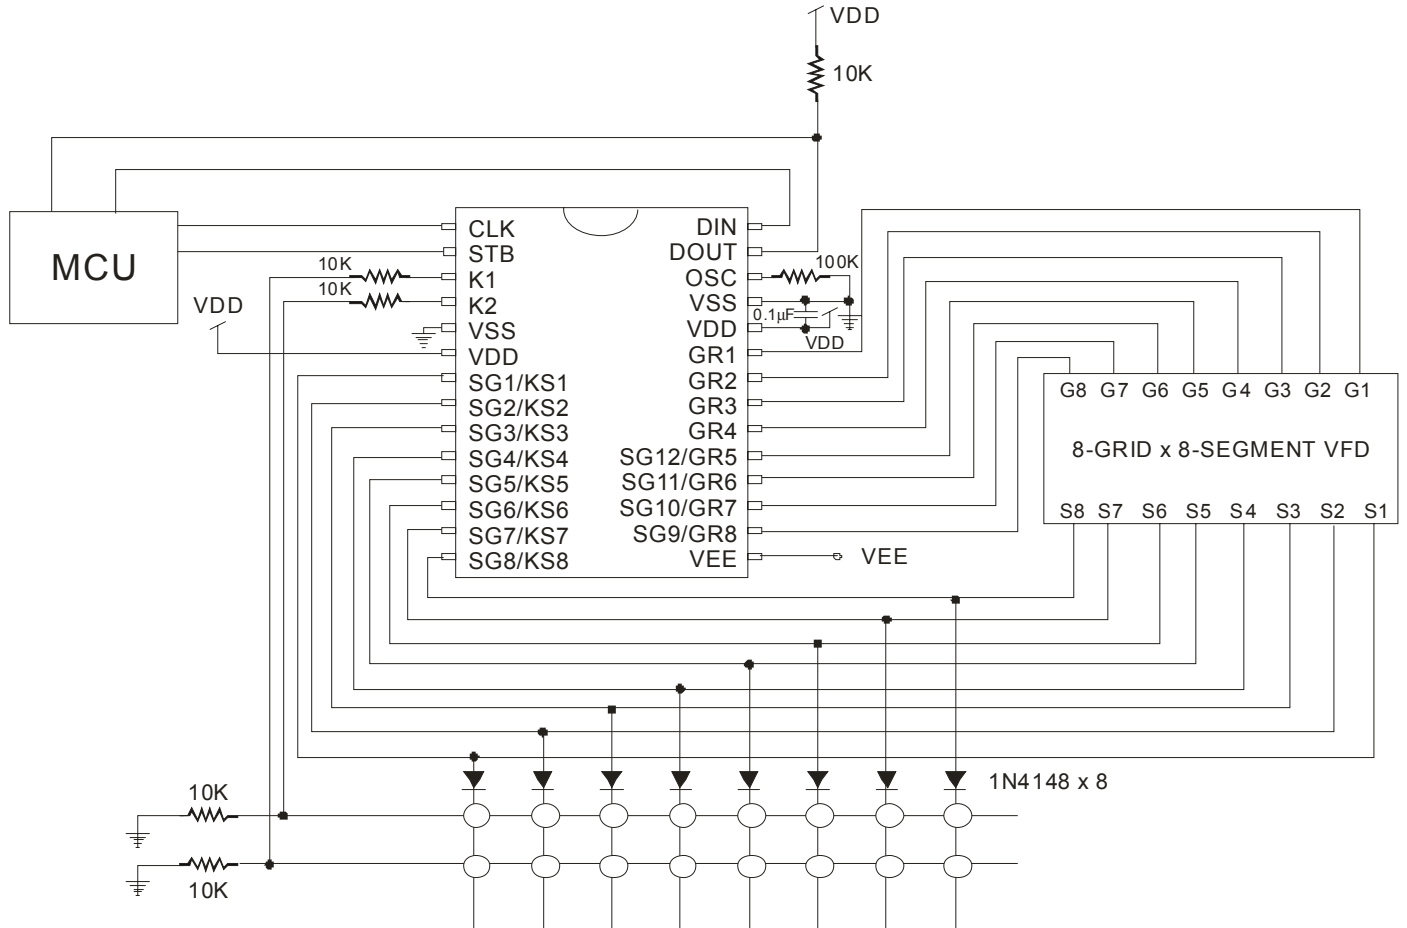 VDD
10K
MCU
CLK
STB
K1
K2
VSS
VDD
SG1/KS1
SG2/KS2
SG3/KS3
SG4/KS4
SG5/KS5
SG6/KS6
SG7/KS7
SG8/KS8
DIN
DOUT
OSC
VSS
VDD
GR1
GR2
GR3
GR4
SG12/GR5
SG11/GR6
SG10/GR7
SG9/GR8
VEE
10K
10K
VDD
100K
0.1µF
VDD
VEE
G8 G7 G6 G5 G4 G3 G2 G1
8-GRID x 8-SEGMENT VFD
S8 S7 S6 S5 S4 S3 S2 S1
1N4148 x 8
10K
10K